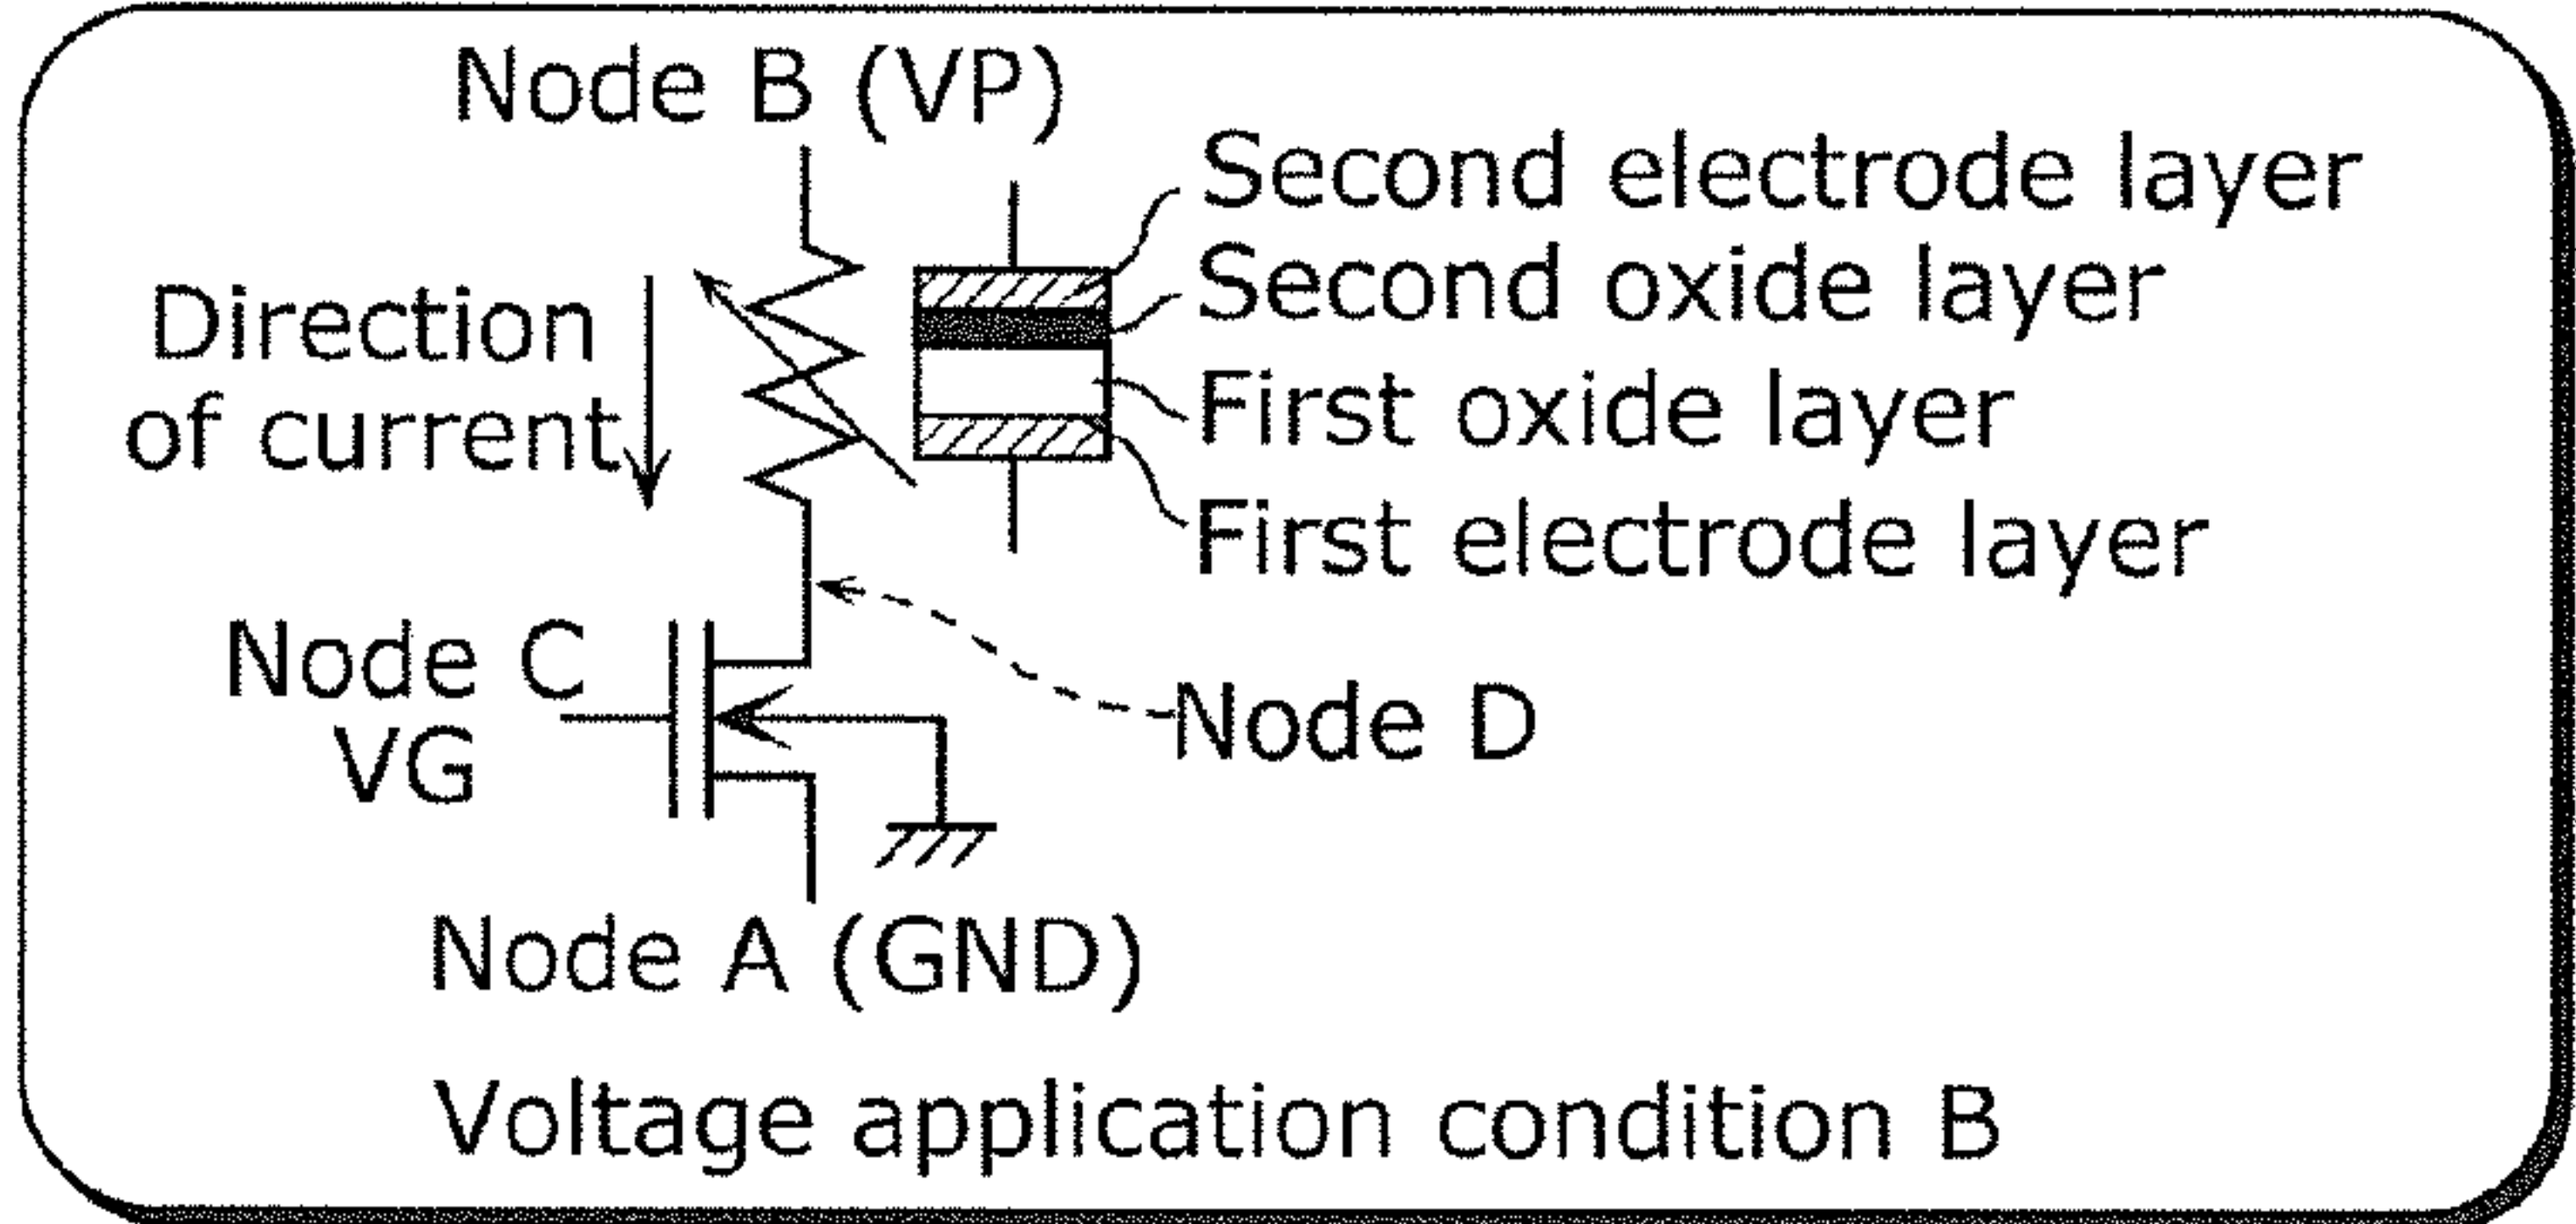 Node B (VP)
Second electrode layer
Second oxide layer
Direction
of current
First oxide layer
First electrode layer
Node C
VG
Node D
Node A (GND)
Voltage application condition B